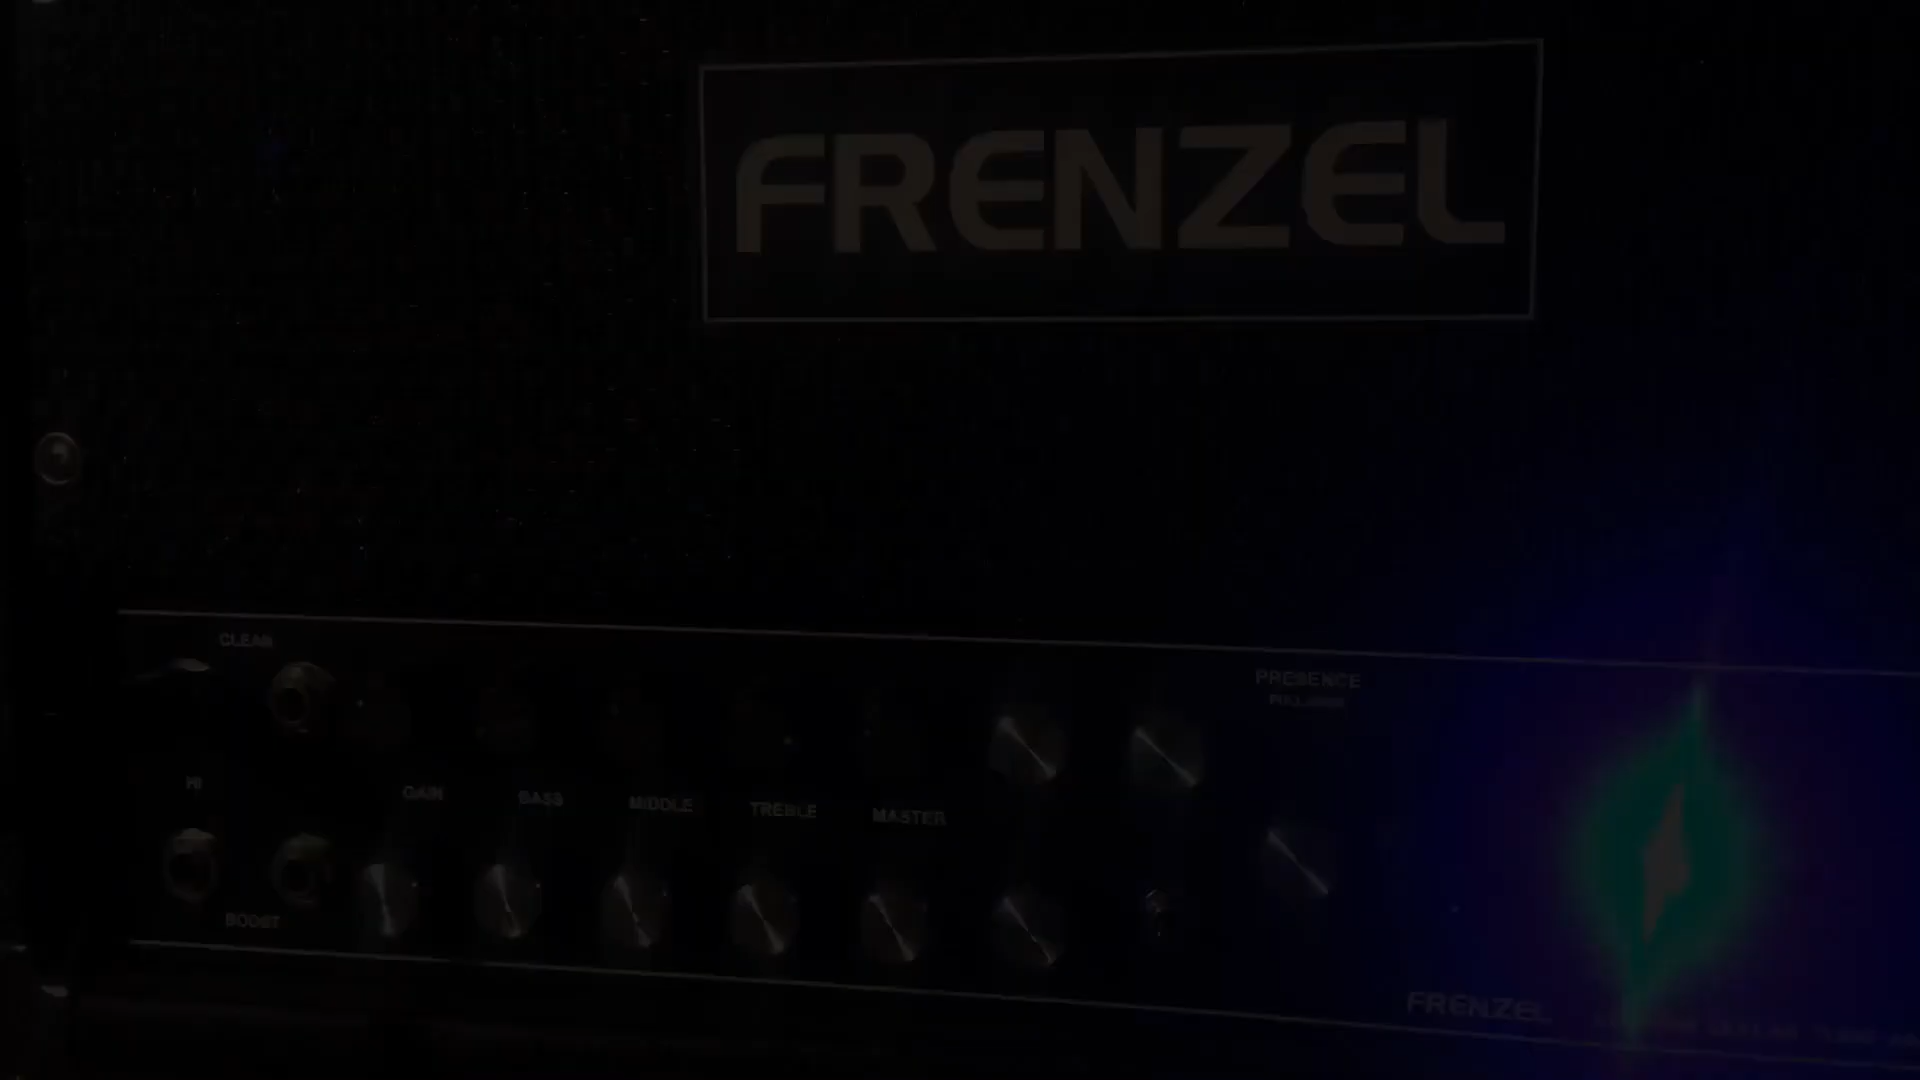 FRENZEL
CLEAN
PRESENCE
HI
GAIN BASS MIDDLE TREBLE MASTER
BOOST
FRENZEL